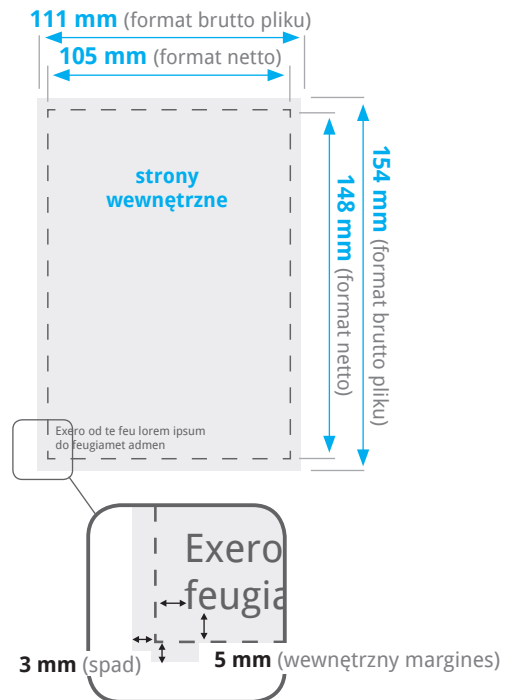 111 mm (format brutto pliku)
105 mm (format netto)
strony
wewnętrzne
148 mm (format netto)
154 mm (format brutto pliku)
Exero od te feu lorem ipsum
do feugiamet admen
Exero
feugia
3 mm (spad)
5 mm (wewnętrzny margines)